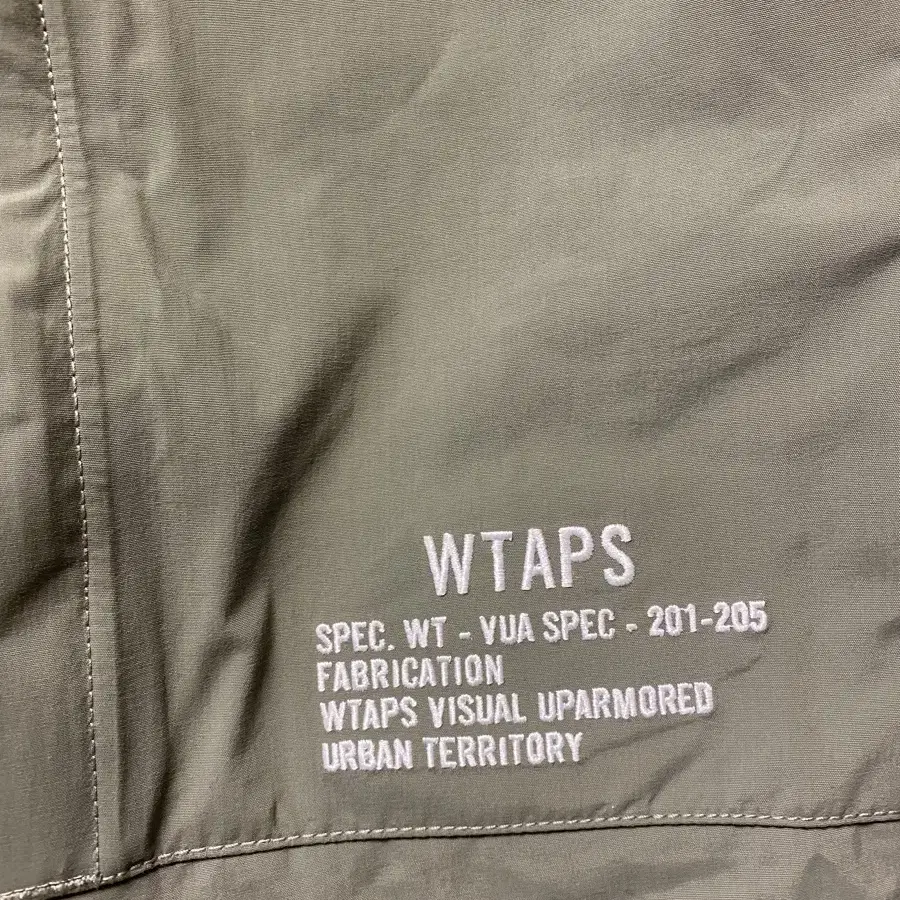 WTAPS
SPEC. WT - VUA SPEC - 201-205
FABRICATION
WTAPS VISUAL UPARMORED
URBAN TERRITORY